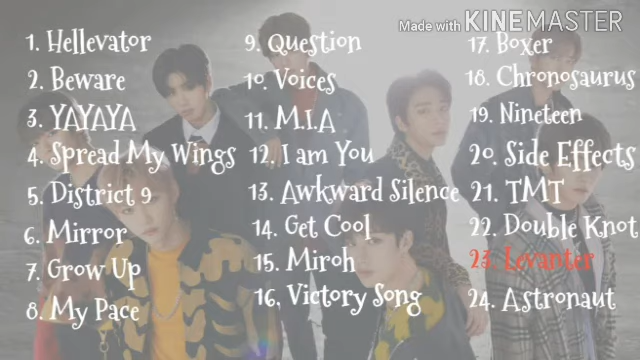 Made with KINEMASTER
1. Hellevator
2. Beware
3. YAYAYA
4. Spread My Wings
5. District 9
6. Mirror
7. Grow Up
8. My Pace
9. Question
10. Voices
11. M.I.A
12. I am You
13. Awkward Silence
14. Get Cool
15. Miroh
16, Victory Song
17. Boxer
18. Chronosaurus
19. Nineteen
20. Side Effects
21. TMT
22. Double Knot
23. Levanter
24. Astronaut